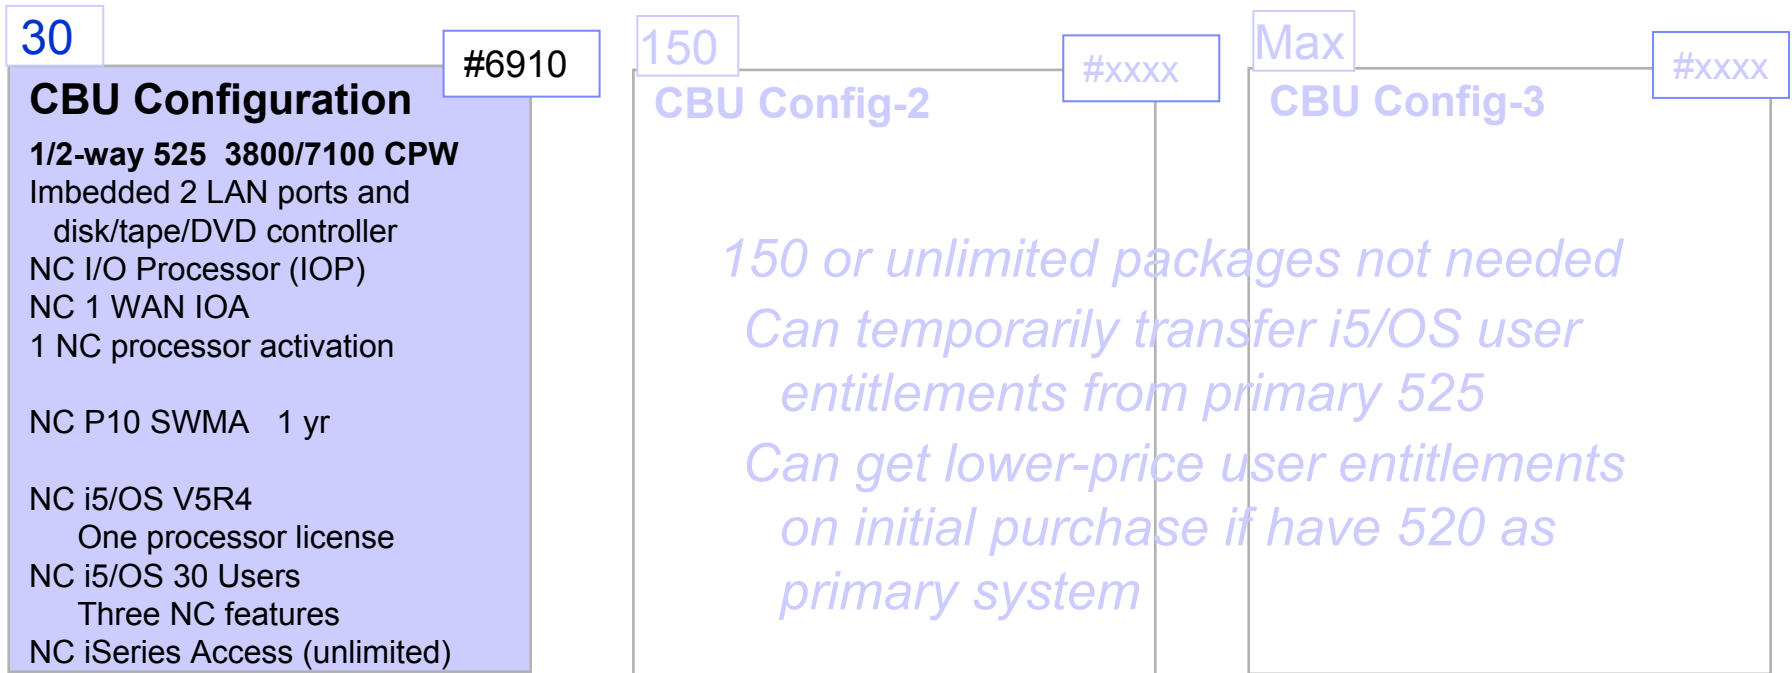 30
#6910
CBU Configuration
1/2-way 525 3800/7100 CPW
Imbedded 2 LAN ports and
disk/tape/DVD controller
NC I/O Processor (IOP)
NC 1 WAN IOA
1 NC processor activation
NC P10 SWMA 1 yr
NC i5/OS V5R4
One processor license
NC i5/OS 30 Users
Three NC features
NC iSeries Access (unlimited)
150
#xxxx
CBU Config-2
Max
#xxxx
CBU Config-3
150 or unlimited packages not needed
Can temporarily transfer i5/OS user
entitlements from primary 525
Can get lower-price user entitlements
on initial purchase if have 520 as
primary system